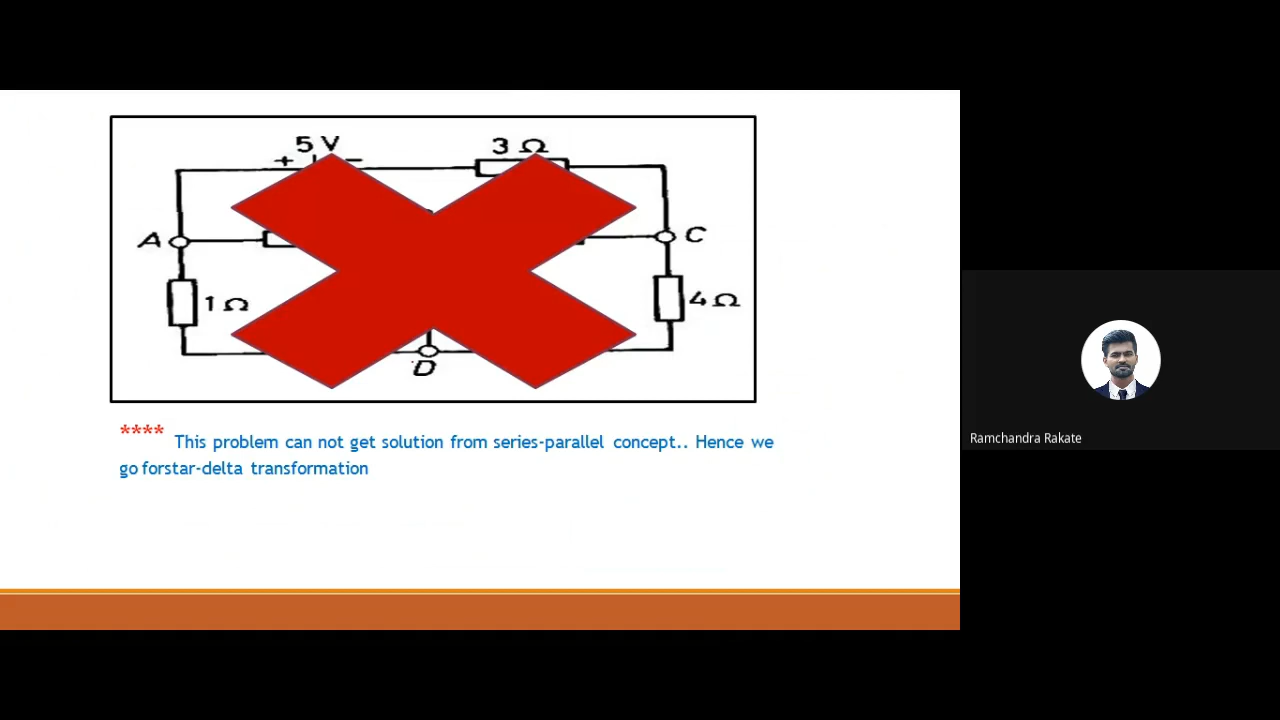 5 V
3 Ω
+
−
A
C
1 Ω
4 Ω
D
**** This problem can not get solution from series-parallel concept.. Hence we
go forstar-delta transformation
Ramchandra Rakate